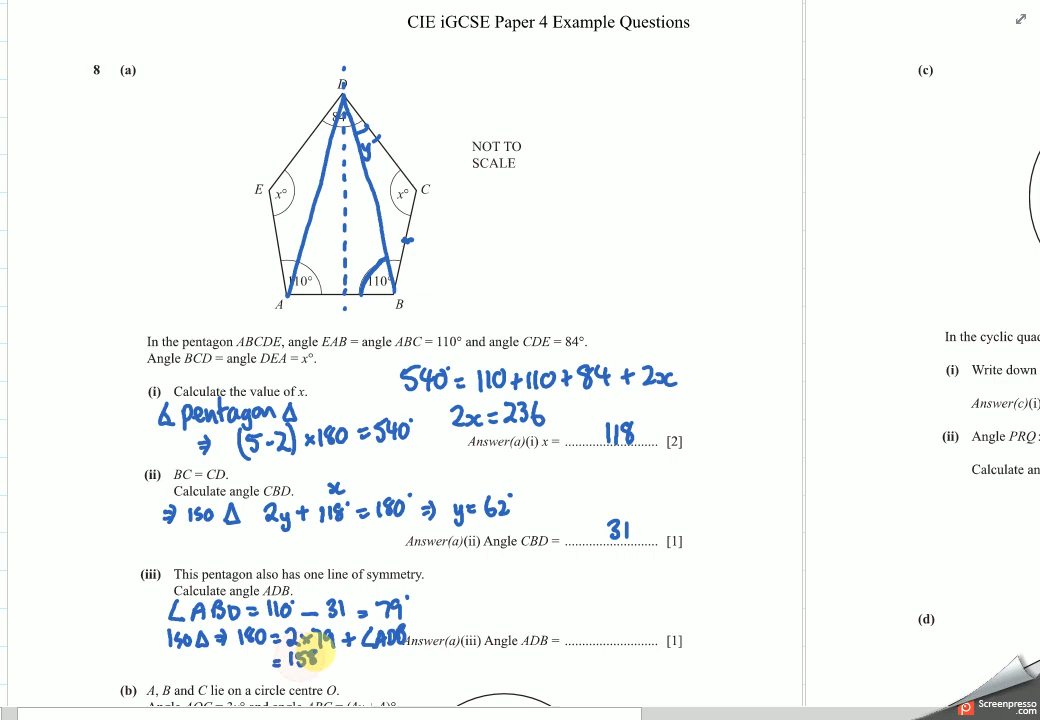 CIE iGCSE Paper 4 Example Questions
8 (a)
(c)
D
84°
y
NOT TO
SCALE
E
x°
x°
C
110°
110°
A
B
In the pentagon ABCDE, angle EAB = angle ABC = 110° and angle CDE = 84°.
Angle BCD = angle DEA = x°.
540° = 110+110+84+2x
(i) Calculate the value of x.
Δ pentagon Δ
2x = 236
⇒ (5-2) ×180 = 540°
Answer(a)(i) x = 118 [2]
(ii) BC = CD.
Calculate angle CBD.
x
⇒ ISO Δ 2y + 118° = 180° ⇒ y = 62°
31
Answer(a)(ii) Angle CBD = [1]
(iii) This pentagon also has one line of symmetry.
Calculate angle ADB.
∠ABD = 110° - 31 = 79°
ISO Δ ⇒ 180 = 2×79 + ∠ADB
Answer(a)(iii) Angle ADB = [1]
= 158
(b) A, B and C lie on a circle centre O.
In the cyclic
(i) Write down
Answer(c)(i)
(ii) Angle PRQ
Calculate
(d)
Screenpresso
.com